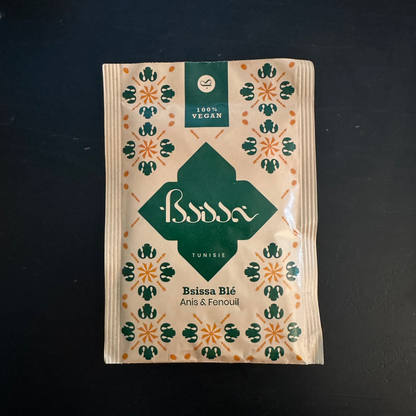 100%
VEGAN
Bsissa
TUNISIE
Bsissa Blé
Anis & Fenouil